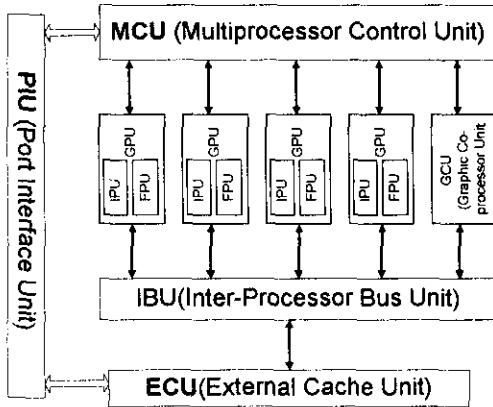 MCU (Multiprocessor Control Unit)
PIU (Port Interface Unit)
GPU
IPU
FPU
GPU
IPU
FPU
GPU
IPU
FPU
GPU
IPU
FPU
GCU
(Graphic Co-
processor Unit
IBU(Inter-Processor Bus Unit)
ECU(External Cache Unit)